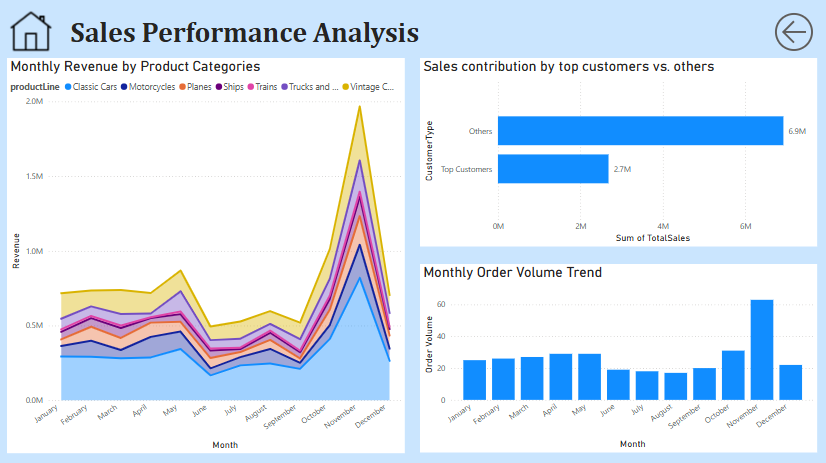 Sales Performance Analysis
Monthly Revenue by Product Categories
productLine Classic Cars Motorcycles Planes Ships Trains Trucks and ... Vintage C...
2.0M
1.5M
1.0M
0.5M
0.0M
Revenue
January February March April May June July August September October November December
Month
Sales contribution by top customers vs. others
CustomerType
Others 6.9M
Top Customers 2.7M
0M 2M 4M 6M
Sum of TotalSales
Monthly Order Volume Trend
Order Volume
60
40
20
0
January February March April May June July August September October November December
Month